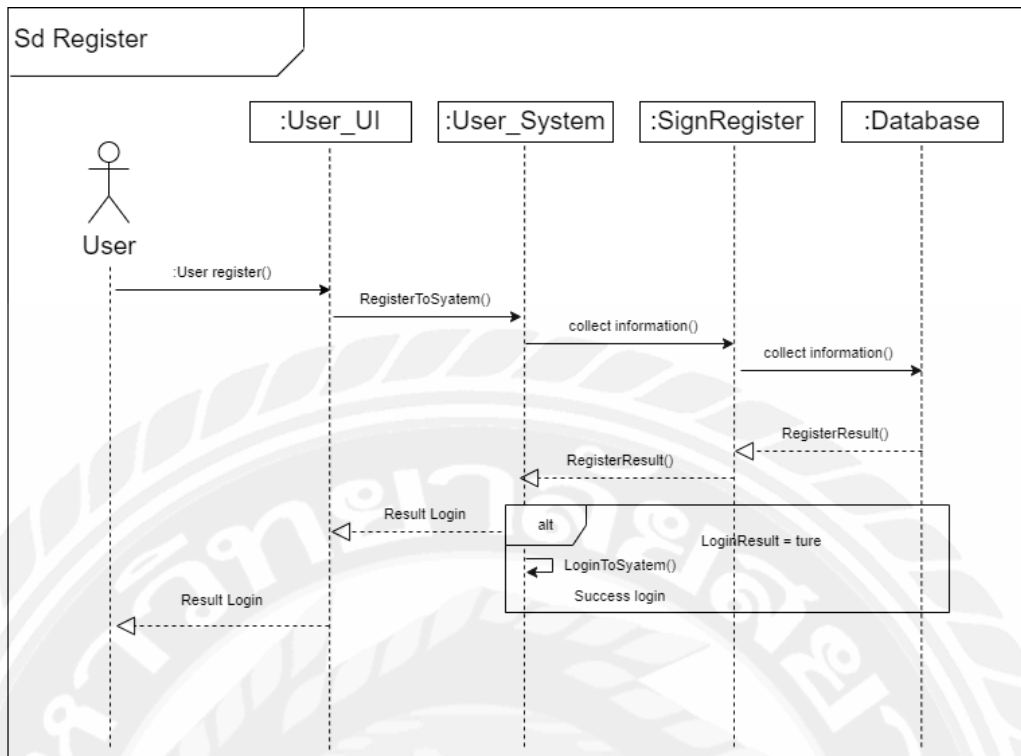 Sd Register
:User_UI
:User_System
:SignRegister
:Database
User
:User register()
RegisterToSyatem()
collect information()
collect information()
RegisterResult()
RegisterResult()
Result Login
alt
LoginResult = ture
LoginToSyatem()
Success login
Result Login